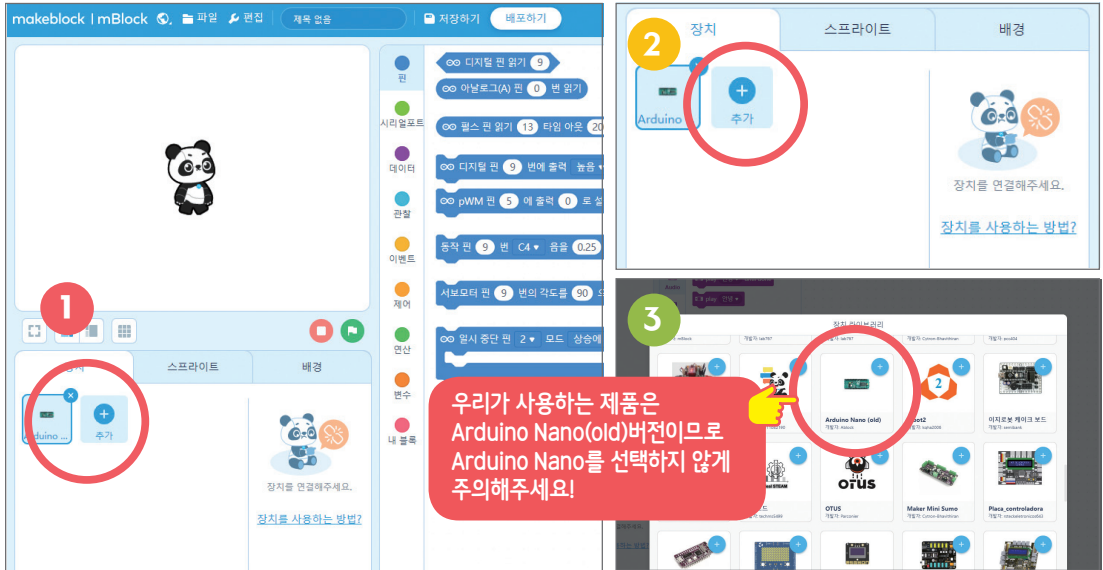 makeblock | mBlock 파일 편집 제목 없음 저장하기 배포하기
핀
시리얼포트
데이터
관찰
이벤트
제어
연산
변수
내 블록
디지털 핀 읽기 9
아날로그(A) 핀 0 번 읽기
펄스 핀 읽기 13 타임 아웃 20
디지털 핀 9 번에 출력 높음
pWM 핀 5 에 출력 0 로 설
동작 핀 9 번 C4 음을 0.25
서보모터 핀 9 번의 각도를 90
일시 중단 핀 2 모드 상승에
1
스프라이트 배경
추가
장치를 연결해주세요.
장치를 사용하는 방법?
2
장치 스프라이트 배경
Arduino
추가
장치를 연결해주세요.
장치를 사용하는 방법?
3
play 안녕
장치 라이브러리
Arduino Nano (old)
이지로봇 케이크 보드
OTUS
OTUS
Maker Mini Sumo
Placa_controladora
우리가 사용하는 제품은
Arduino Nano(old)버전이므로
Arduino Nano를 선택하지 않게
주의해주세요!